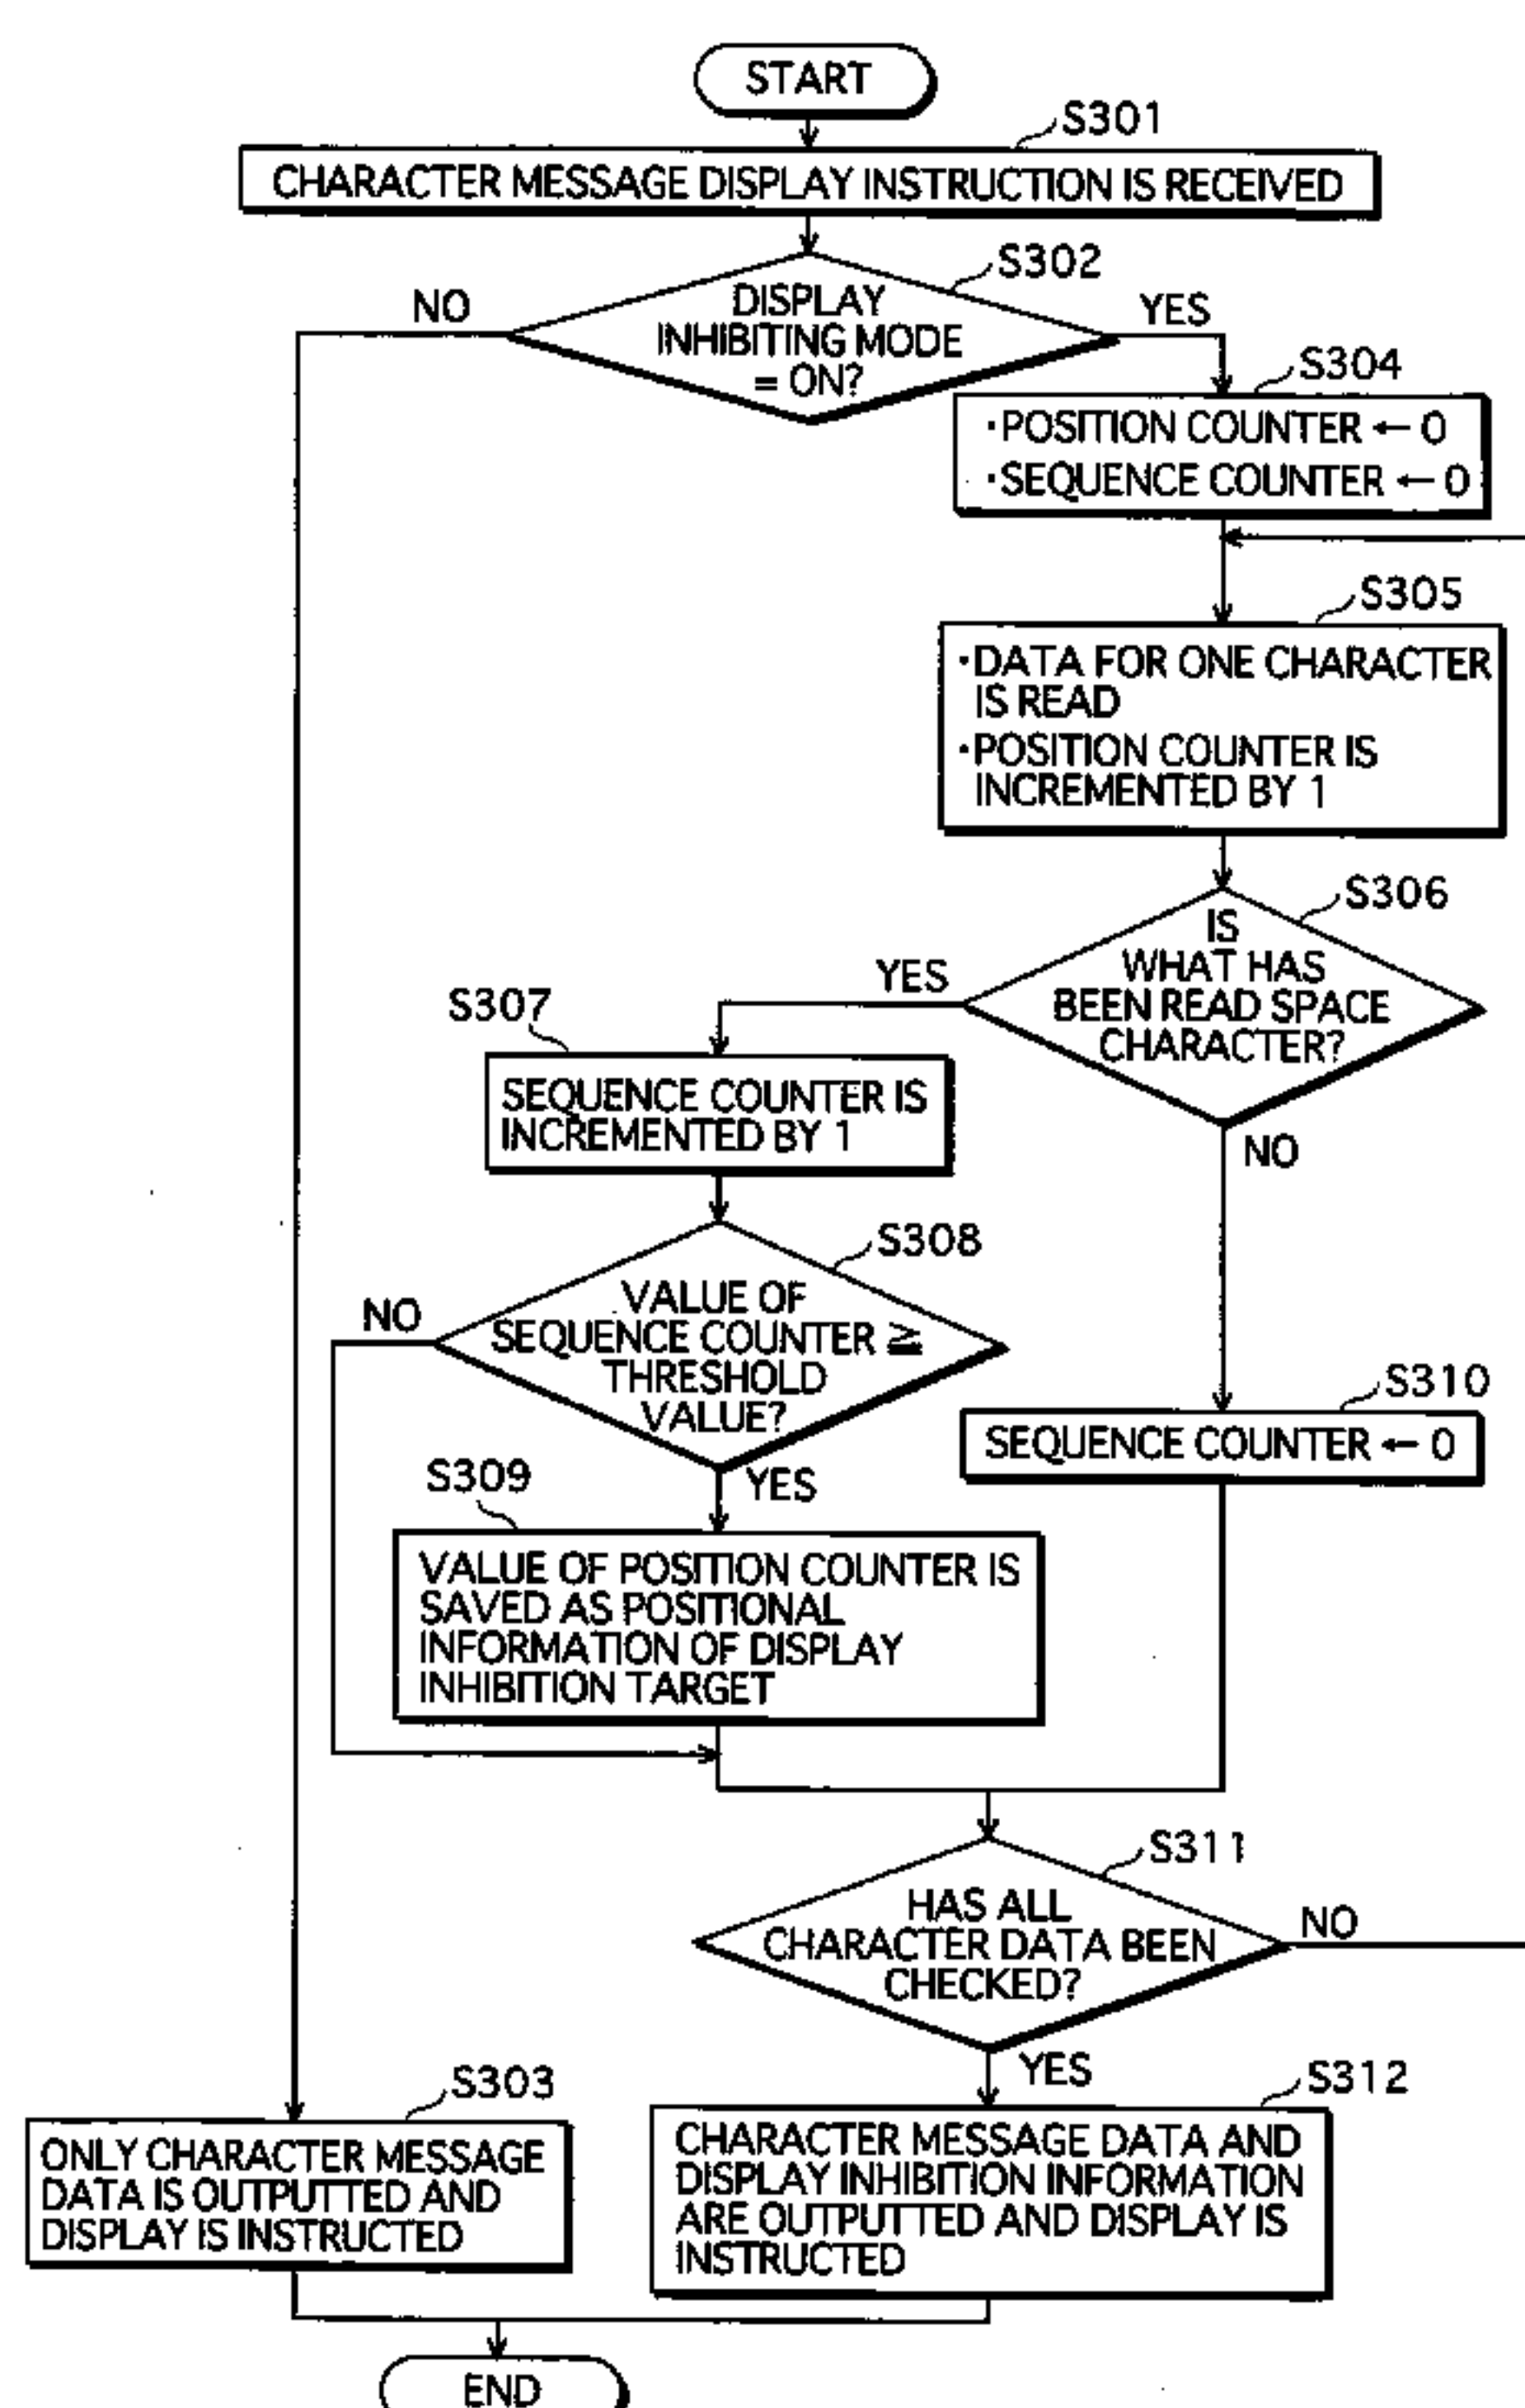 START
S301
CHARACTER MESSAGE DISPLAY INSTRUCTION IS RECEIVED
S302
NO
DISPLAY
INHIBITING MODE
= ON?
YES
S304
·POSITION COUNTER ← 0
·SEQUENCE COUNTER ← 0
S305
·DATA FOR ONE CHARACTER
IS READ
·POSITION COUNTER IS
INCREMENTED BY 1
S306
IS
WHAT HAS
BEEN READ SPACE
CHARACTER?
YES
NO
S307
SEQUENCE COUNTER IS
INCREMENTED BY 1
S308
NO
VALUE OF
SEQUENCE COUNTER ≧
THRESHOLD
VALUE?
YES
S310
SEQUENCE COUNTER ← 0
S309
VALUE OF POSITION COUNTER IS
SAVED AS POSITIONAL
INFORMATION OF DISPLAY
INHIBITION TARGET
S311
HAS ALL
CHARACTER DATA BEEN
CHECKED?
NO
YES
S303
ONLY CHARACTER MESSAGE
DATA IS OUTPUTTED AND
DISPLAY IS INSTRUCTED
S312
CHARACTER MESSAGE DATA AND
DISPLAY INHIBITION INFORMATION
ARE OUTPUTTED AND DISPLAY IS
INSTRUCTED
END